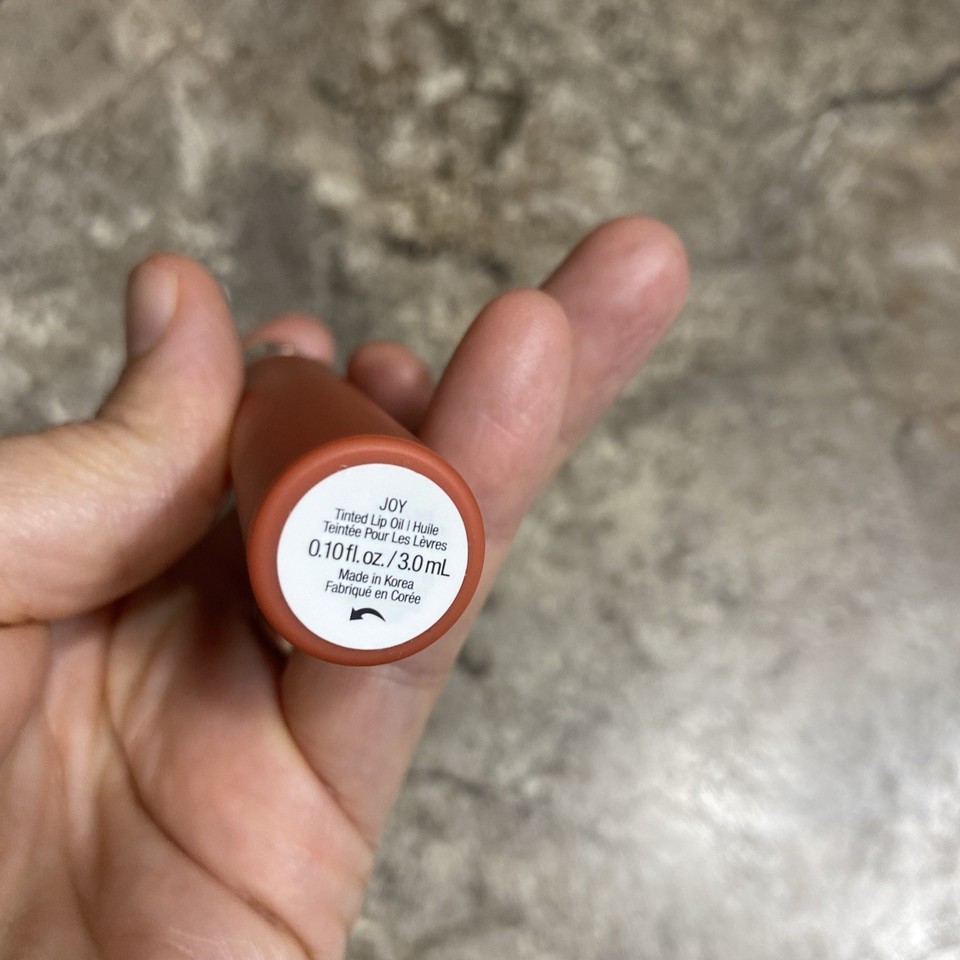 JOY
Tinted Lip Oil | Huile
Teintée Pour Les Lèvres
0.10 fl. oz. / 3.0 mL
Made in Korea
Fabriqué en Corée